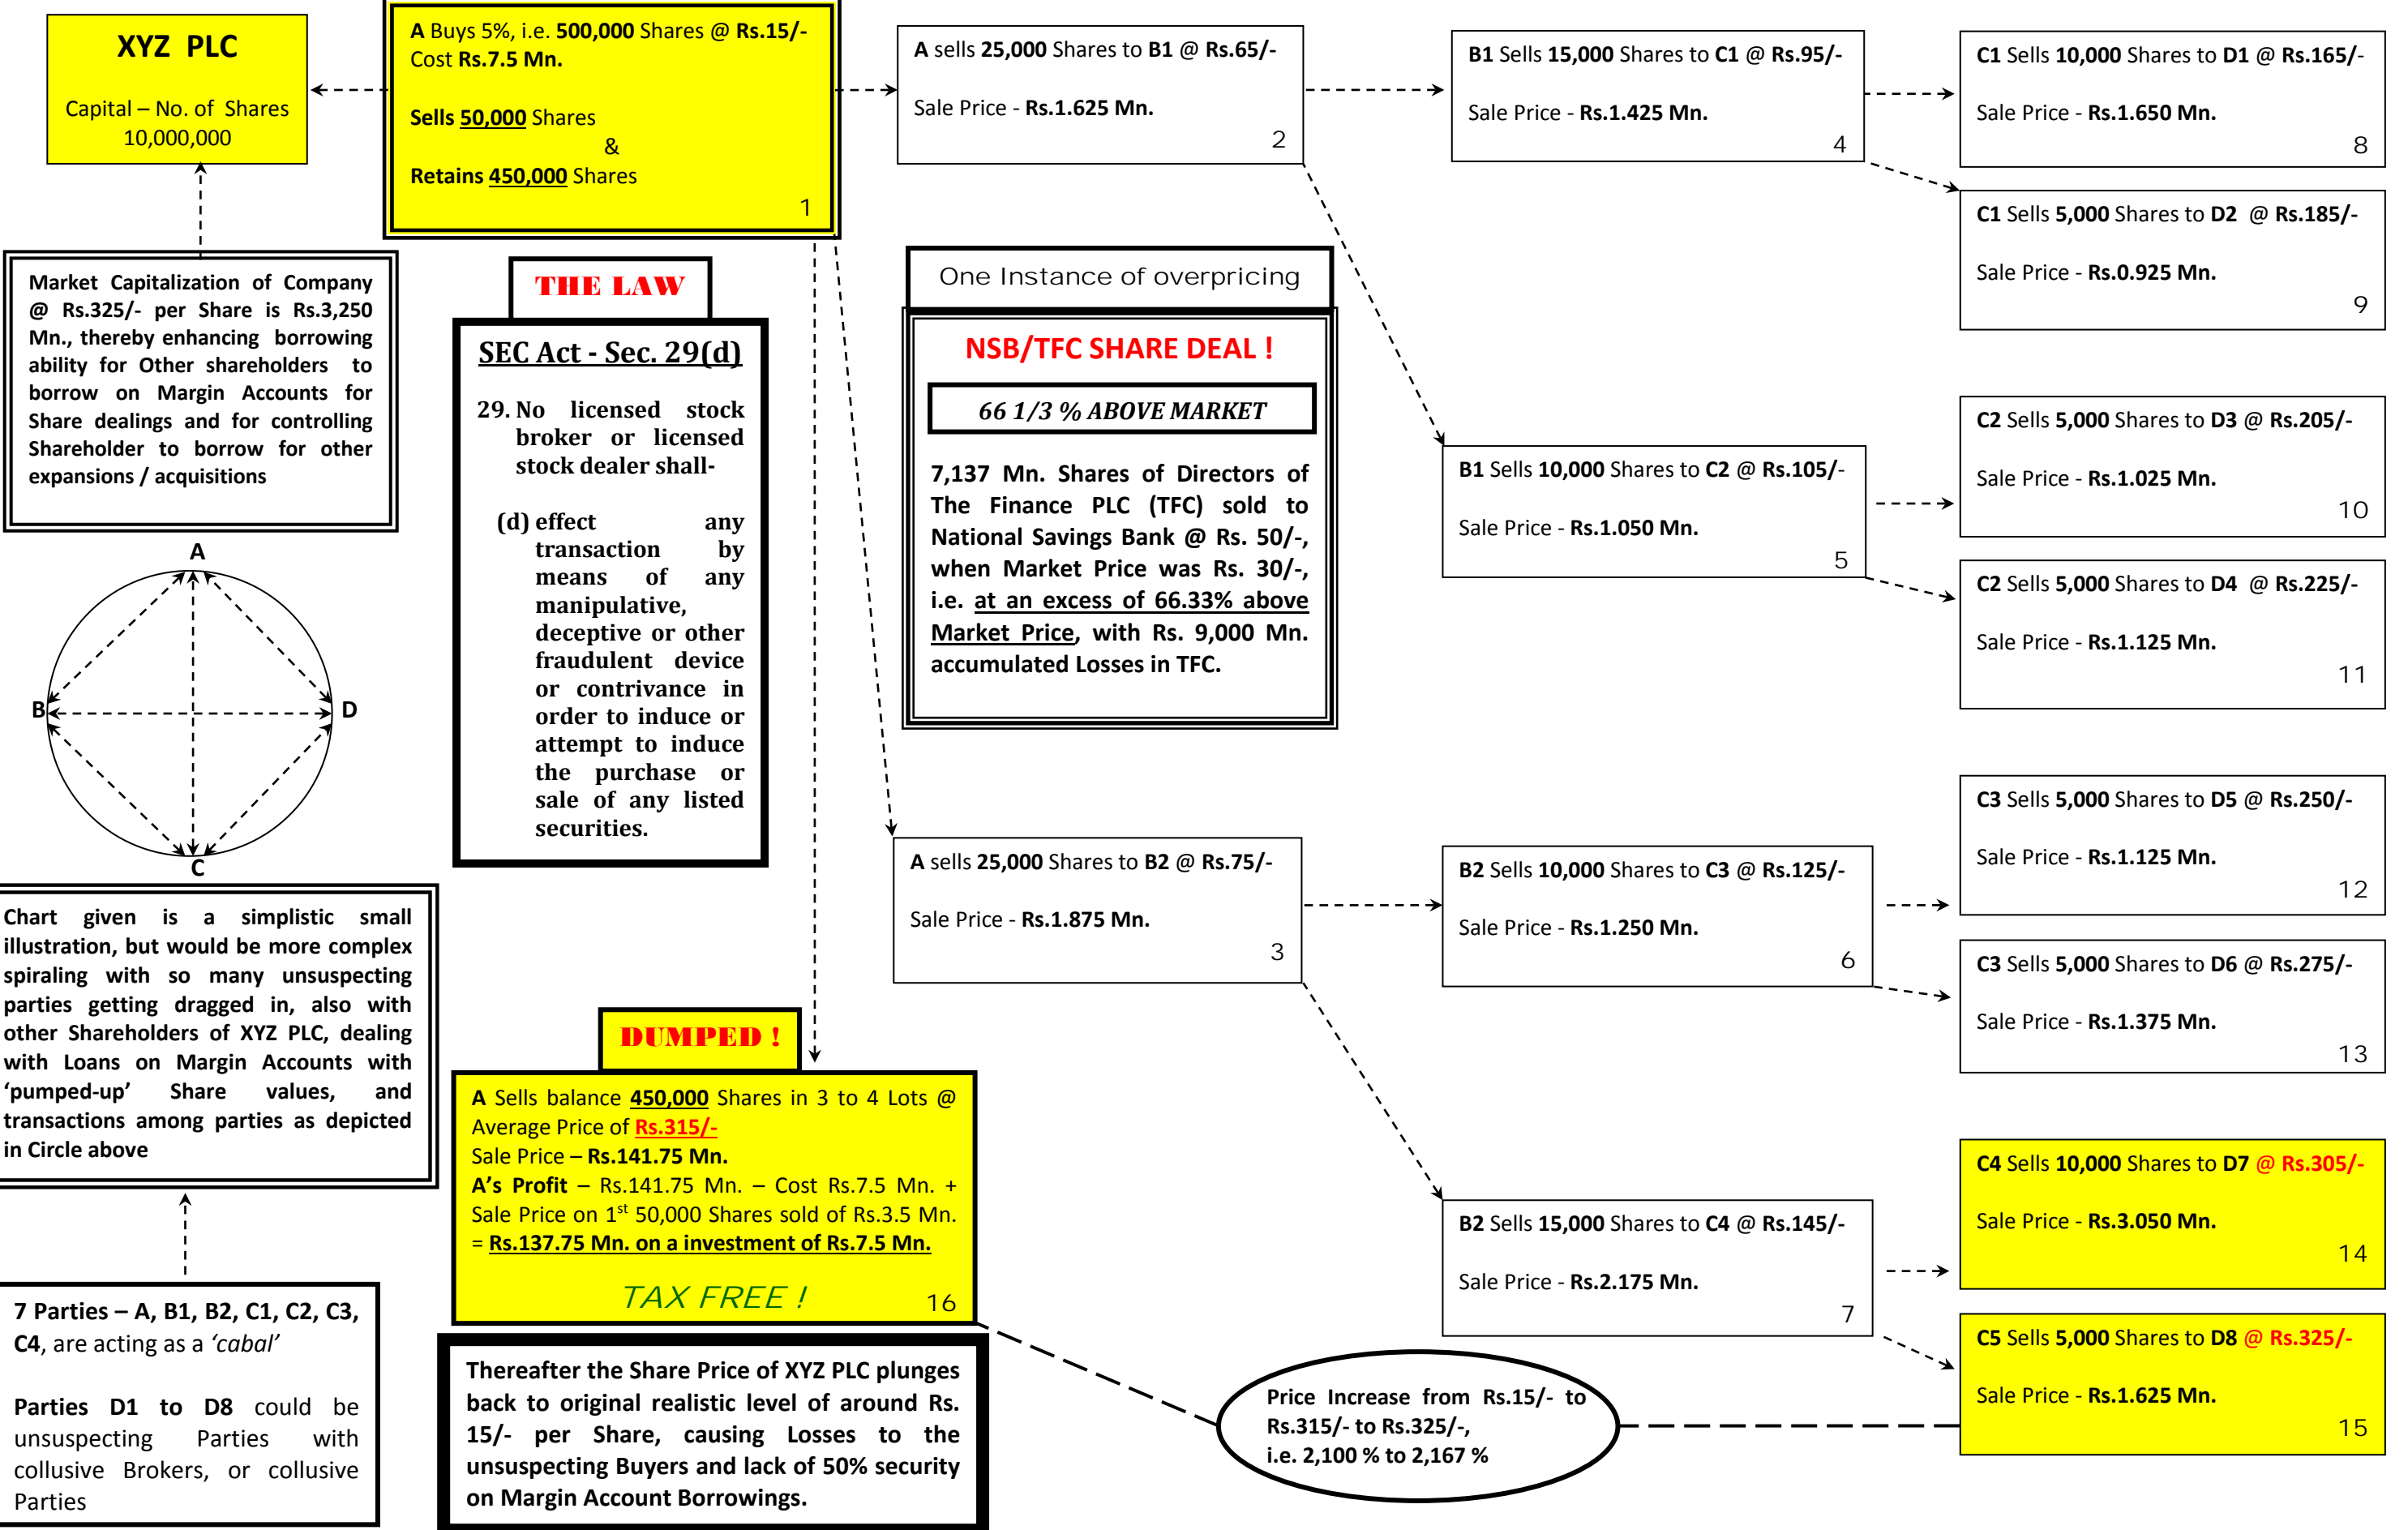 XYZ PLC
Capital – No. of Shares
10,000,000
A Buys 5%, i.e. 500,000 Shares @ Rs.15/-
Cost Rs.7.5 Mn.
Sells 50,000 Shares
&
Retains 450,000 Shares
1
A sells 25,000 Shares to B1 @ Rs.65/-
Sale Price - Rs.1.625 Mn.
2
B1 Sells 15,000 Shares to C1 @ Rs.95/-
Sale Price - Rs.1.425 Mn.
4
C1 Sells 10,000 Shares to D1 @ Rs.165/-
Sale Price - Rs.1.650 Mn.
8
C1 Sells 5,000 Shares to D2 @ Rs.185/-
Sale Price - Rs.0.925 Mn.
9
Market Capitalization of Company
@ Rs.325/- per Share is Rs.3,250
Mn., thereby enhancing borrowing
ability for Other shareholders to
borrow on Margin Accounts for
Share dealings and for controlling
Shareholder to borrow for other
expansions / acquisitions
THE LAW
SEC Act - Sec. 29(d)
29. No licensed stock
broker or licensed
stock dealer shall-
(d) effect any
transaction by
means of any
manipulative,
deceptive or other
fraudulent device
or contrivance in
order to induce or
attempt to induce
the purchase or
sale of any listed
securities.
One Instance of overpricing
NSB/TFC SHARE DEAL !
66 1/3 % ABOVE MARKET
7,137 Mn. Shares of Directors of
The Finance PLC (TFC) sold to
National Savings Bank @ Rs. 50/-,
when Market Price was Rs. 30/-,
i.e. at an excess of 66.33% above
Market Price, with Rs. 9,000 Mn.
accumulated Losses in TFC.
B1 Sells 10,000 Shares to C2 @ Rs.105/-
Sale Price - Rs.1.050 Mn.
5
C2 Sells 5,000 Shares to D3 @ Rs.205/-
Sale Price - Rs.1.025 Mn.
10
C2 Sells 5,000 Shares to D4 @ Rs.225/-
Sale Price - Rs.1.125 Mn.
11
A
B
D
C
A sells 25,000 Shares to B2 @ Rs.75/-
Sale Price - Rs.1.875 Mn.
3
B2 Sells 10,000 Shares to C3 @ Rs.125/-
Sale Price - Rs.1.250 Mn.
6
C3 Sells 5,000 Shares to D5 @ Rs.250/-
Sale Price - Rs.1.125 Mn.
12
C3 Sells 5,000 Shares to D6 @ Rs.275/-
Sale Price - Rs.1.375 Mn.
13
Chart given is a simplistic small
illustration, but would be more complex
spiraling with so many unsuspecting
parties getting dragged in, also with
other Shareholders of XYZ PLC, dealing
with Loans on Margin Accounts with
‘pumped-up’ Share values, and
transactions among parties as depicted
in Circle above
DUMPED !
A Sells balance 450,000 Shares in 3 to 4 Lots @
Average Price of Rs.315/-
Sale Price – Rs.141.75 Mn.
A’s Profit – Rs.141.75 Mn. – Cost Rs.7.5 Mn. +
Sale Price on 1st 50,000 Shares sold of Rs.3.5 Mn.
= Rs.137.75 Mn. on a investment of Rs.7.5 Mn.
TAX FREE !
16
B2 Sells 15,000 Shares to C4 @ Rs.145/-
Sale Price - Rs.2.175 Mn.
7
C4 Sells 10,000 Shares to D7 @ Rs.305/-
Sale Price - Rs.3.050 Mn.
14
C5 Sells 5,000 Shares to D8 @ Rs.325/-
Sale Price - Rs.1.625 Mn.
15
7 Parties – A, B1, B2, C1, C2, C3,
C4, are acting as a ‘cabal’
Parties D1 to D8 could be
unsuspecting Parties with
collusive Brokers, or collusive
Parties
Thereafter the Share Price of XYZ PLC plunges
back to original realistic level of around Rs.
15/- per Share, causing Losses to the
unsuspecting Buyers and lack of 50% security
on Margin Account Borrowings.
Price Increase from Rs.15/- to
Rs.315/- to Rs.325/-,
i.e. 2,100 % to 2,167 %